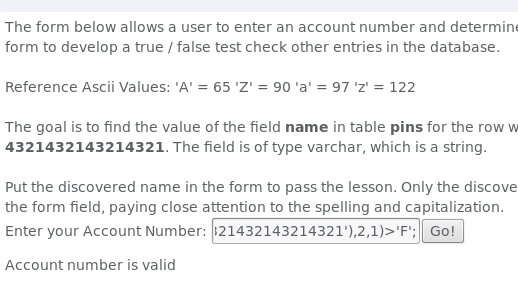 The form below allows a user to enter an account number and determine
form to develop a true / false test check other entries in the database.
Reference Ascii Values: 'A' = 65 'Z' = 90 'a' = 97 'z' = 122
The goal is to find the value of the field name in table pins for the row w
4321432143214321. The field is of type varchar, which is a string.
Put the discovered name in the form to pass the lesson. Only the discove
the form field, paying close attention to the spelling and capitalization.
Enter your Account Number: 321432143214321'),2,1)>'F'; Go!
Account number is valid